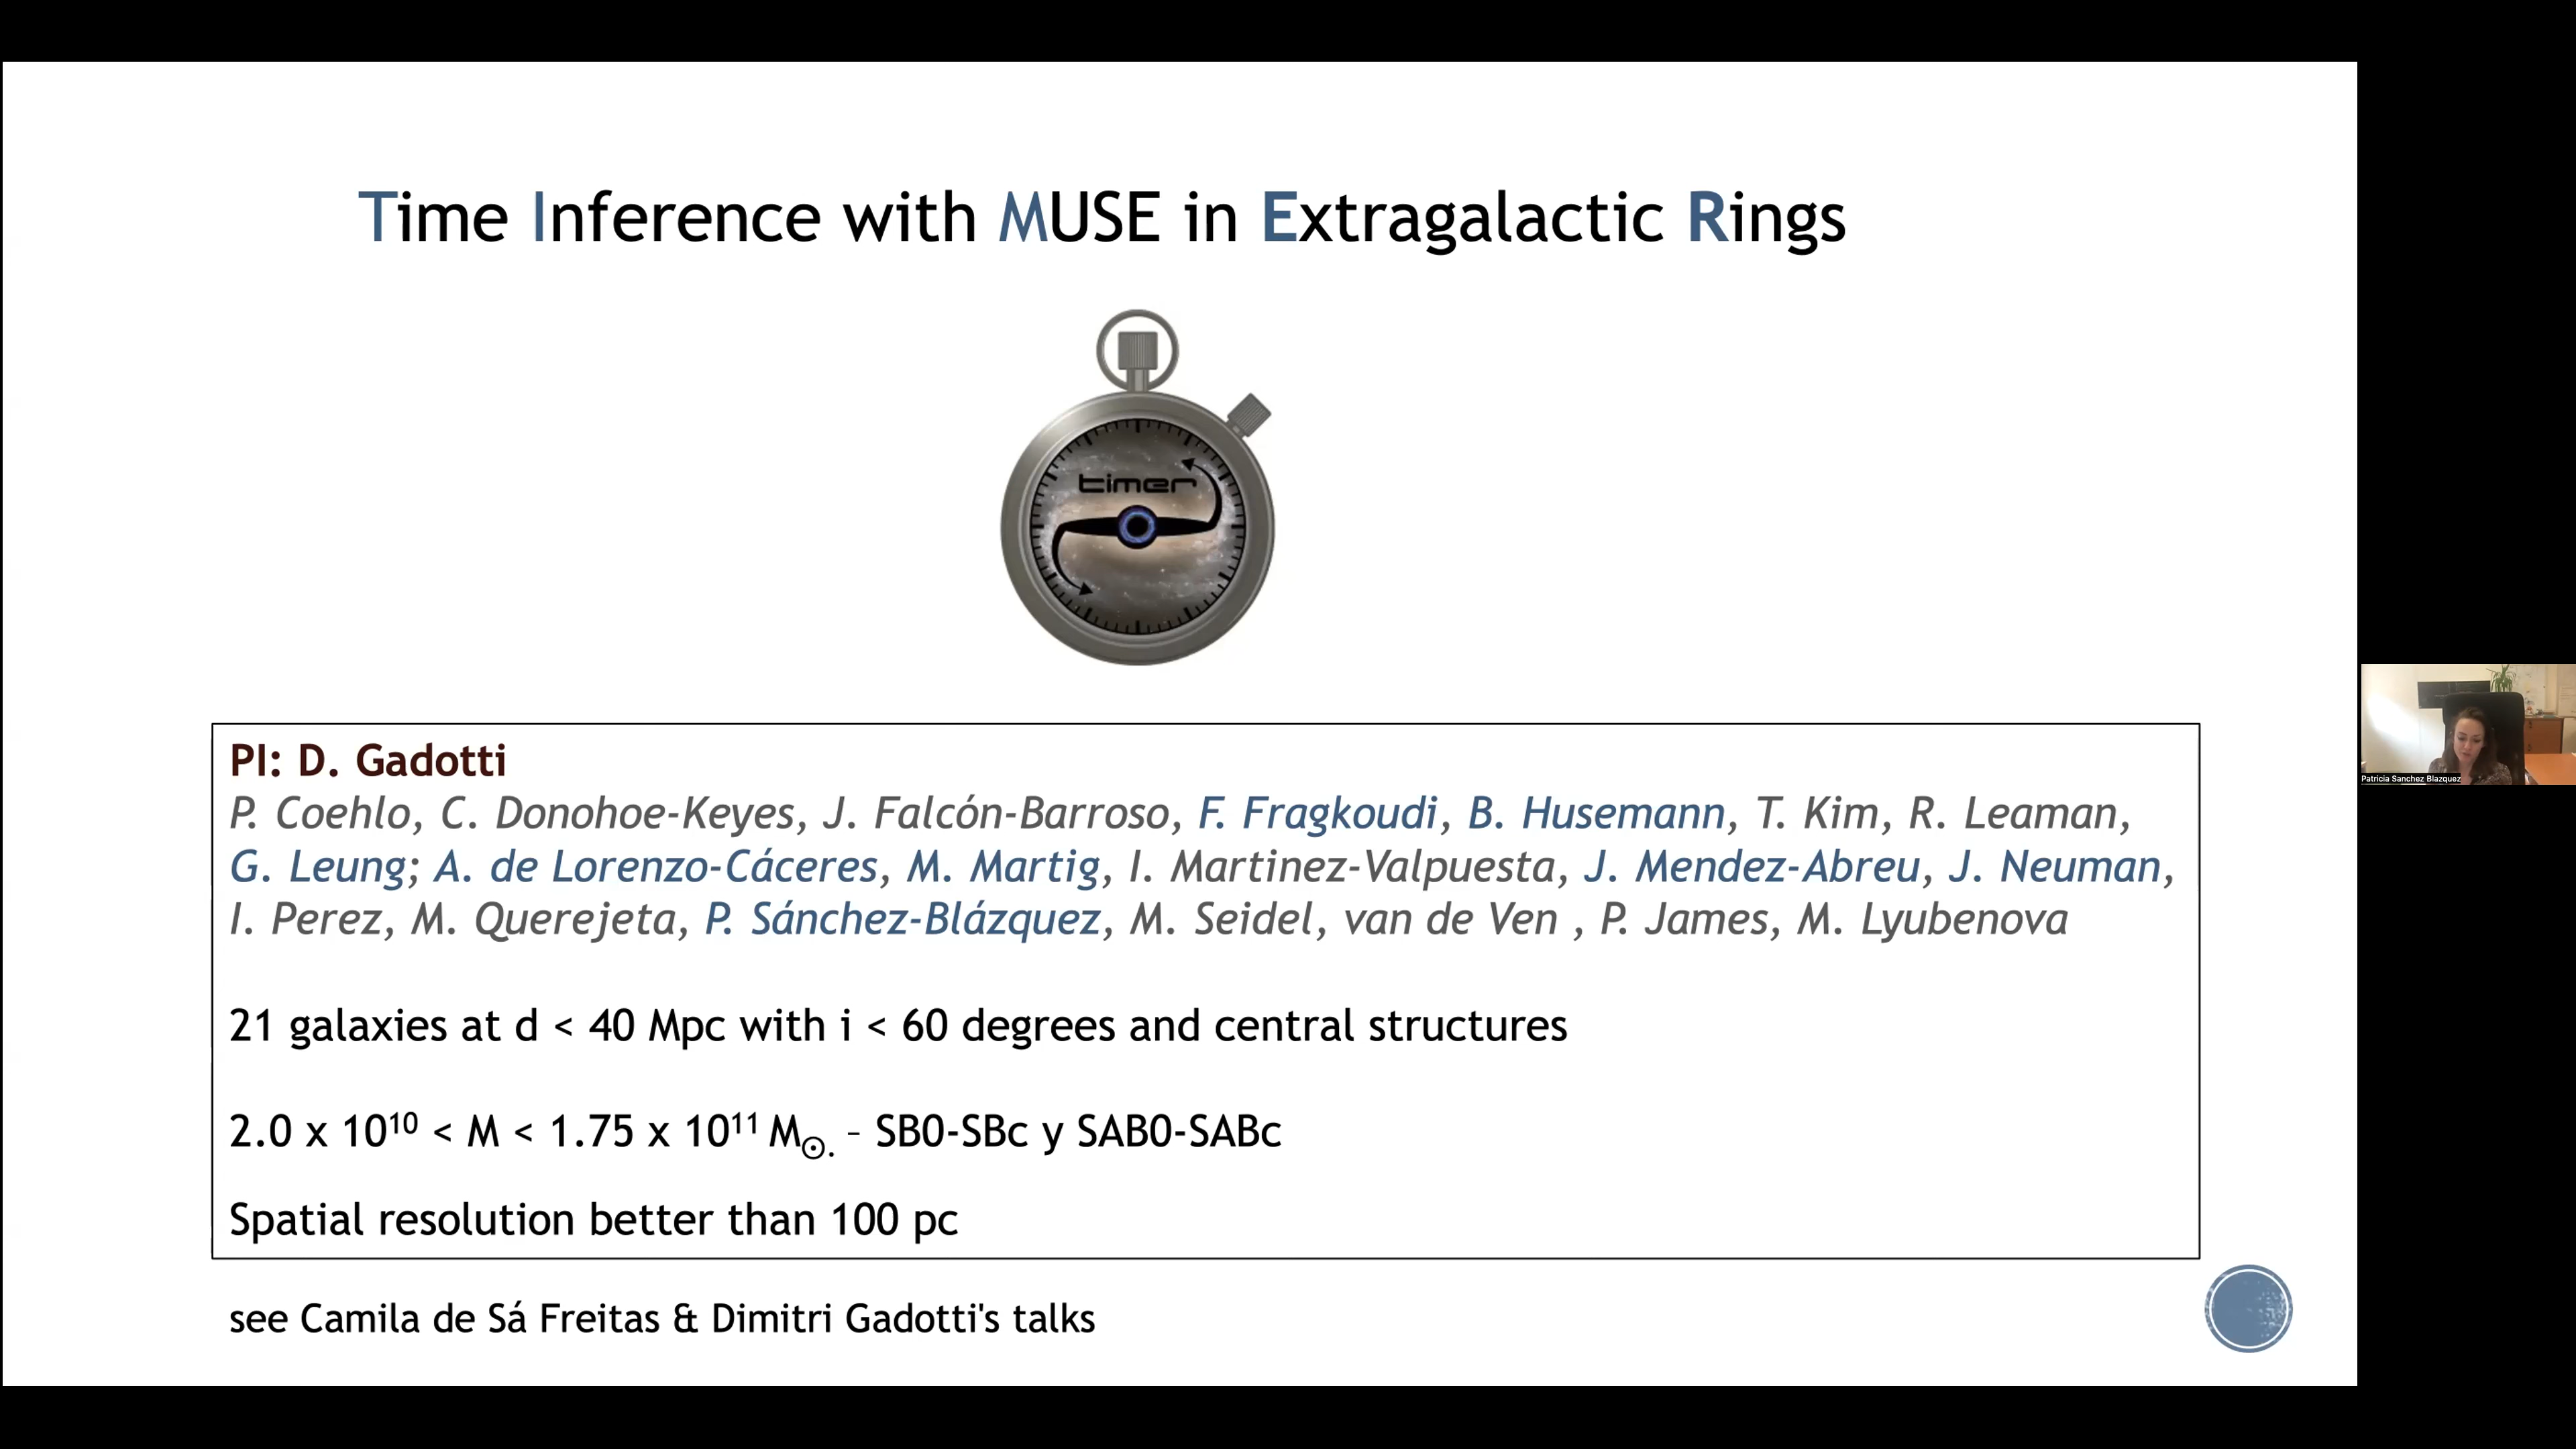 Time Inference with MUSE in Extragalactic Rings
timer
PI: D. Gadotti
P. Coehlo, C. Donohoe-Keyes, J. Falcón-Barroso, F. Fragkoudi, B. Husemann, T. Kim, R. Leaman,
G. Leung; A. de Lorenzo-Cáceres, M. Martig, I. Martinez-Valpuesta, J. Mendez-Abreu, J. Neuman,
I. Perez, M. Querejeta, P. Sánchez-Blázquez, M. Seidel, van de Ven , P. James, M. Lyubenova
21 galaxies at d < 40 Mpc with i < 60 degrees and central structures
2.0 x 10¹⁰ < M < 1.75 x 10¹¹ M☉. – SB0-SBc y SAB0-SABc
Spatial resolution better than 100 pc
see Camila de Sá Freitas & Dimitri Gadotti's talks
Patricia Sanchez Blazquez